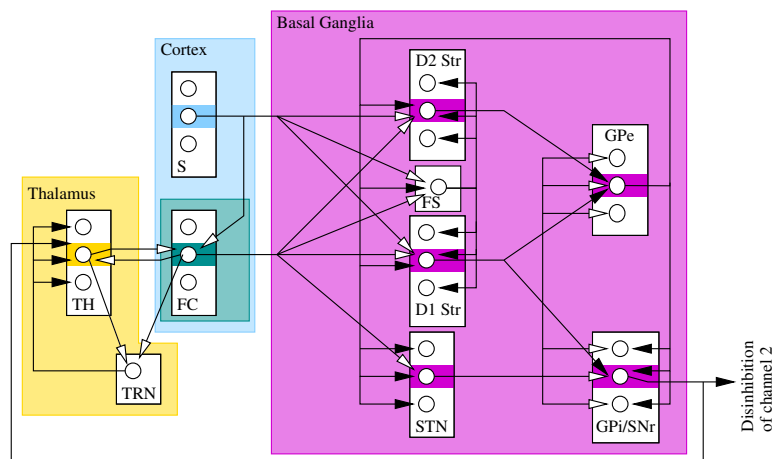 Basal Ganglia
Cortex
D2 Str
GPe
S
FS
Thalamus
TH
FC
D1 Str
TRN
STN
GPi/SNr
Disinhibition
of channel 2